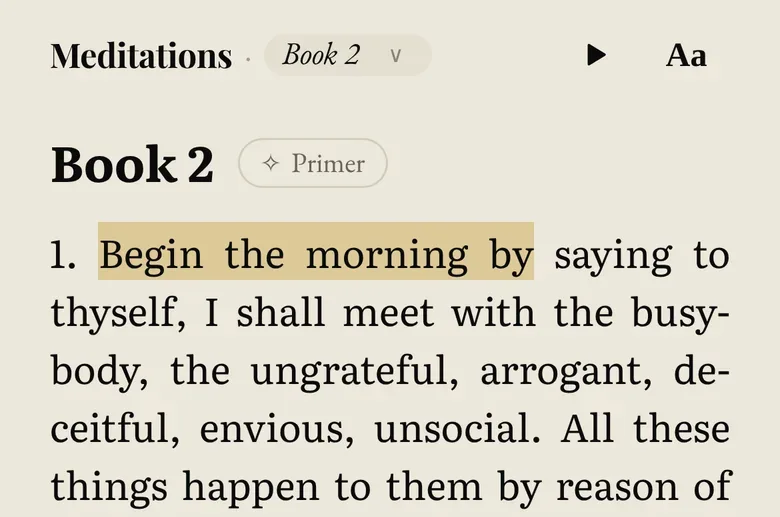 Meditations · Book 2 ∨ Aa
Book 2 ✧ Primer
1. Begin the morning by saying to
thyself, I shall meet with the busy-
body, the ungrateful, arrogant, de-
ceitful, envious, unsocial. All these
things happen to them by reason of